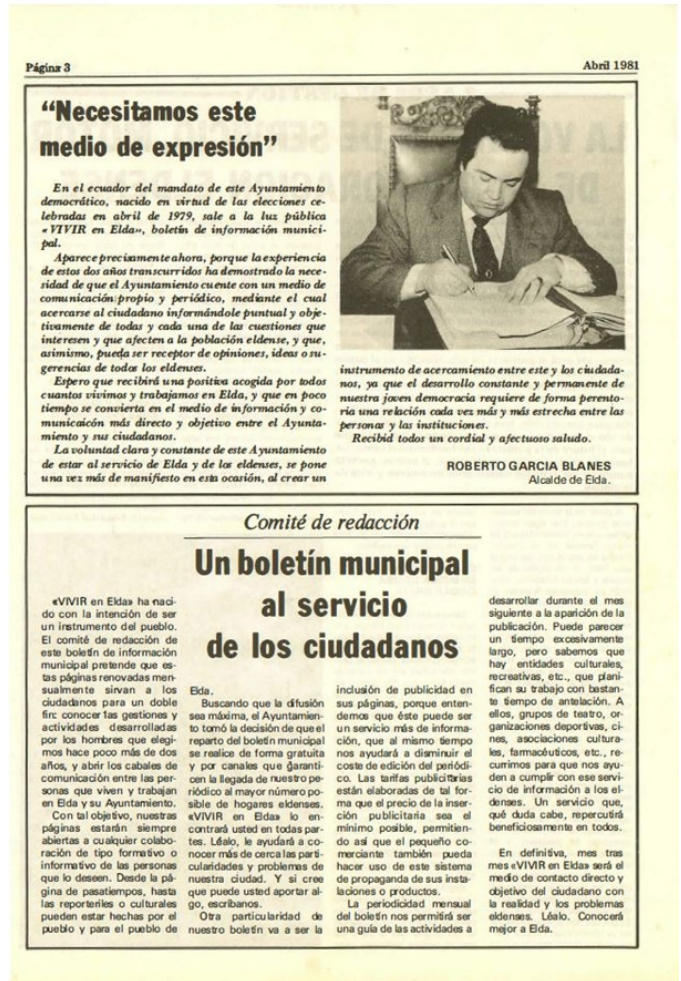 Página 3
Abril 1981
“Necesitamos este
medio de expresión”
En el ecuador del mandato de este Ayuntamiento
democrático, nacido en virtud de las elecciones ce-
lebradas en abril de 1979, sale a la luz pública
«VIVIR en Elda», boletín de información munici-
pal.
Aparece precisamente ahora, porque la experiencia
de estos dos años transcurridos ha demostrado la nece-
sidad de que el Ayuntamiento cuente con un medio de
comunicación propio y periódico, mediante el cual
acercarse al ciudadano informándole puntual y obje-
tivamente de todas y cada una de las cuestiones que
interesen y que afecten a la población eldense, y que,
asimismo, pueda ser receptor de opiniones, ideas o su-
gerencias de todos los eldenses.
Espero que recibirá una positiva acogida por todos
cuantos vivimos y trabajamos en Elda, y que en poco
tiempo se convierta en el medio de información y co-
municaicón más directo y objetivo entre el Ayunta-
miento y sus ciudadanos.
La voluntad clara y constante de este Ayuntamiento
de estar al servicio de Elda y de los eldenses, se pone
una vez más de manifiesto en esta ocasión, al crear un
instrumento de acercamiento entre este y los ciudada-
nos, ya que el desarrollo constante y permanente de
nuestra joven democracia requiere de forma perento-
ria una relación cada vez más y más estrecha entre las
personas y las instituciones.
Recibid todos un cordial y afectuoso saludo.
ROBERTO GARCIA BLANES
Alcalde de Elda.
Comité de redacción
Un boletín municipal
al servicio
de los ciudadanos
«VIVIR en Elda» ha naci-
do con la intención de ser
un instrumento del pueblo.
El comité de redacción de
este boletín de información
municipal pretende que es-
tas páginas renovadas men-
sualmente sirvan a los
ciudadanos para un doble
fin: conocer las gestiones y
actividades desarrolladas
por los hombres que elegi-
mos hace poco más de dos
años, y abrir los cabales de
comunicación entre las per-
sonas que viven y trabajan
en Elda y su Ayuntamiento.
Con tal objetivo, nuestras
páginas estarán siempre
abiertas a cualquier colabo-
ración de tipo formativo o
informativo de las personas
que lo deseen. Desde la pá-
gina de pasatiempos, hasta
las reporteriles o culturales
pueden estar hechas por el
pueblo y para el pueblo de
Elda.
Buscando que la difusión
sea máxima, el Ayuntamien-
to tomó la decisión de que el
reparto del boletín municipal
se realice de forma gratuita
y por canales que garanti-
cen la llegada de nuestro pe-
riódico al mayor número po-
sible de hogares eldenses.
«VIVIR en Elda» lo en-
contrará usted en todas par-
tes. Léalo, le ayudará a co-
nocer más de cerca las parti-
cularidades y problemas de
nuestra ciudad. Y si cree
que puede usted aportar al-
go, escríbanos.
Otra particularidad de
nuestro boletín va a ser la
inclusión de publicidad en
sus páginas, porque enten-
demos que éste puede ser
un servicio más de informa-
ción, que al mismo tiempo
nos ayudará a disminuir el
coste de edición del periódi-
co. Las tarifas publicitarias
están elaboradas de tal for-
ma que el precio de la inser-
ción publicitaria sea el
mínimo posible, permitien-
do así que el pequeño co-
merciante también pueda
hacer uso de este sistema
de propaganda de sus insta-
laciones o productos.
La periodicidad mensual
del boletín nos permitirá ser
una guía de las actividades a
desarrollar durante el mes
siguiente a la aparición de la
publicación. Puede parecer
un tiempo excesivamente
largo, pero sabemos que
hay entidades culturales,
recreativas, etc., que plani-
fican su trabajo con bastan-
te tiempo de antelación. A
ellos, grupos de teatro, or-
ganizaciones deportivas, ci-
nes, asociaciones cultura-
les, farmacéuticos, etc., re-
currimos para que nos ayu-
den a cumplir con ese servi-
cio de información a los el-
denses. Un servicio que,
qué duda cabe, repercutirá
beneficiosamente en todos.
En definitiva, mes tras
mes «VIVIR en Elda» será el
medio de contacto directo y
objetivo del ciudadano con
la realidad y los problemas
eldenses. Léalo. Conocerá
mejor a Elda.